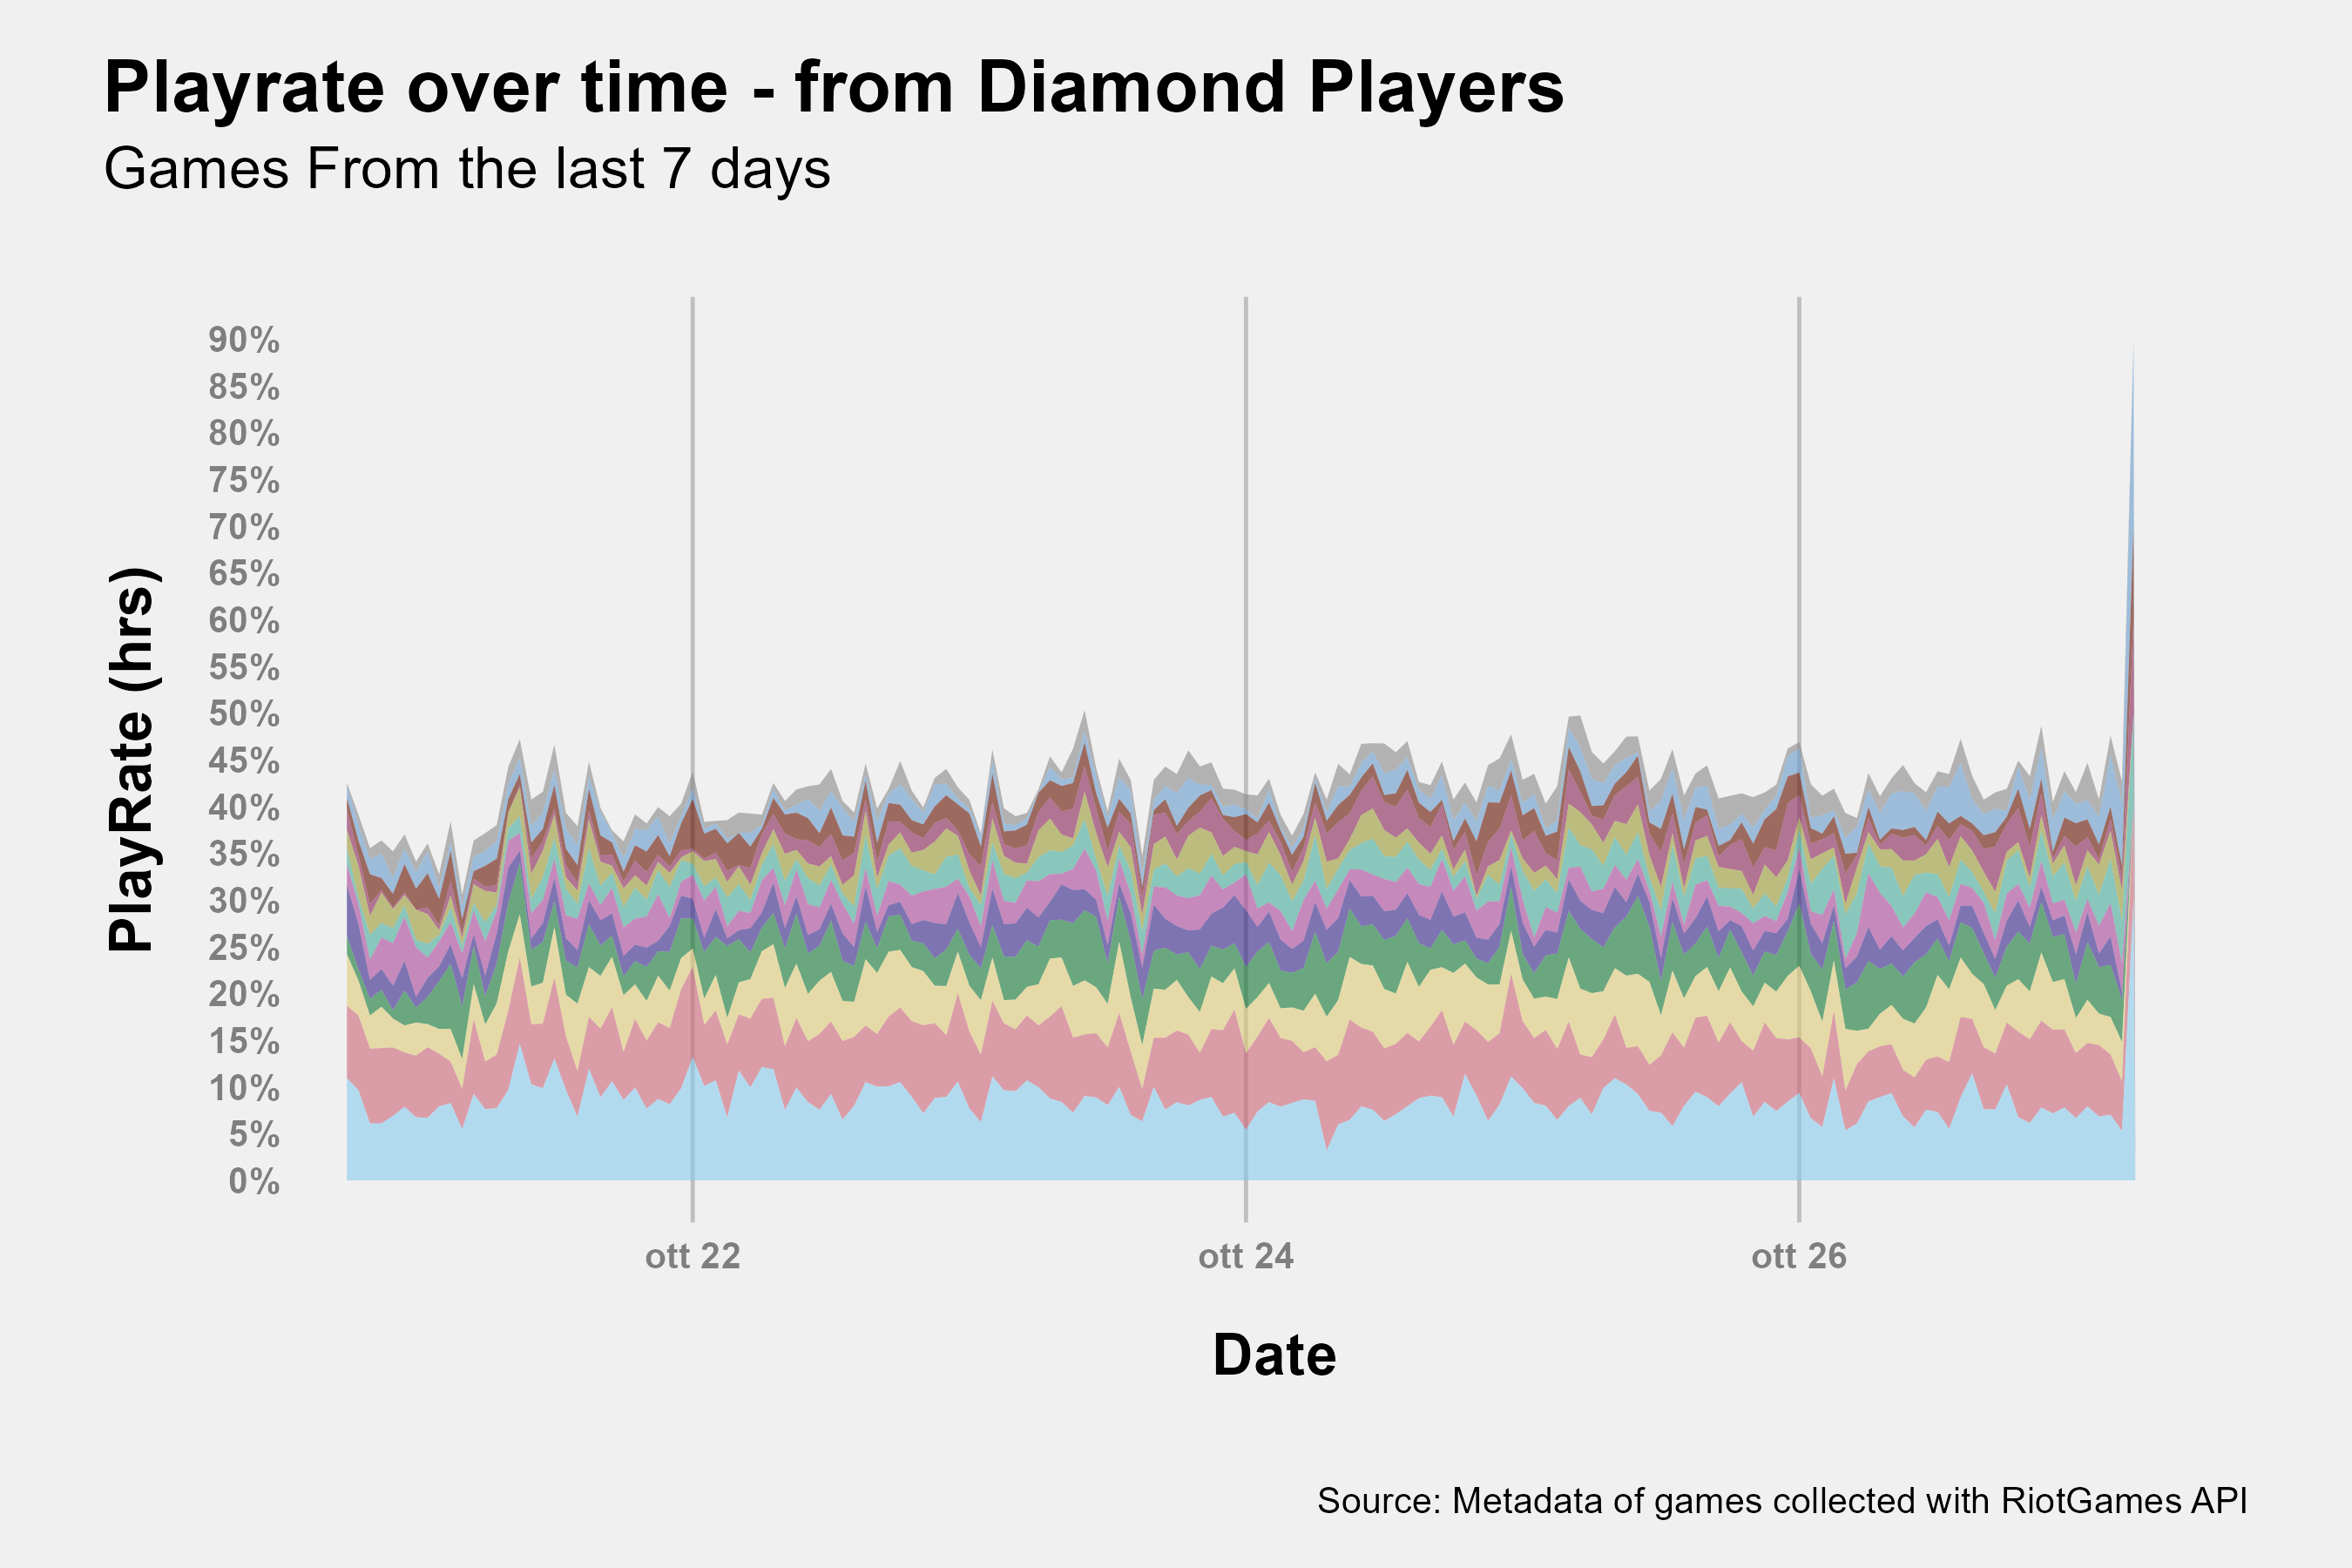 Playrate over time - from Diamond Players
Games From the last 7 days
PlayRate (hrs)
90%
85%
80%
75%
70%
65%
60%
55%
50%
45%
40%
35%
30%
25%
20%
15%
10%
5%
0%
ott 22
ott 24
ott 26
Date
Source: Metadata of games collected with RiotGames API